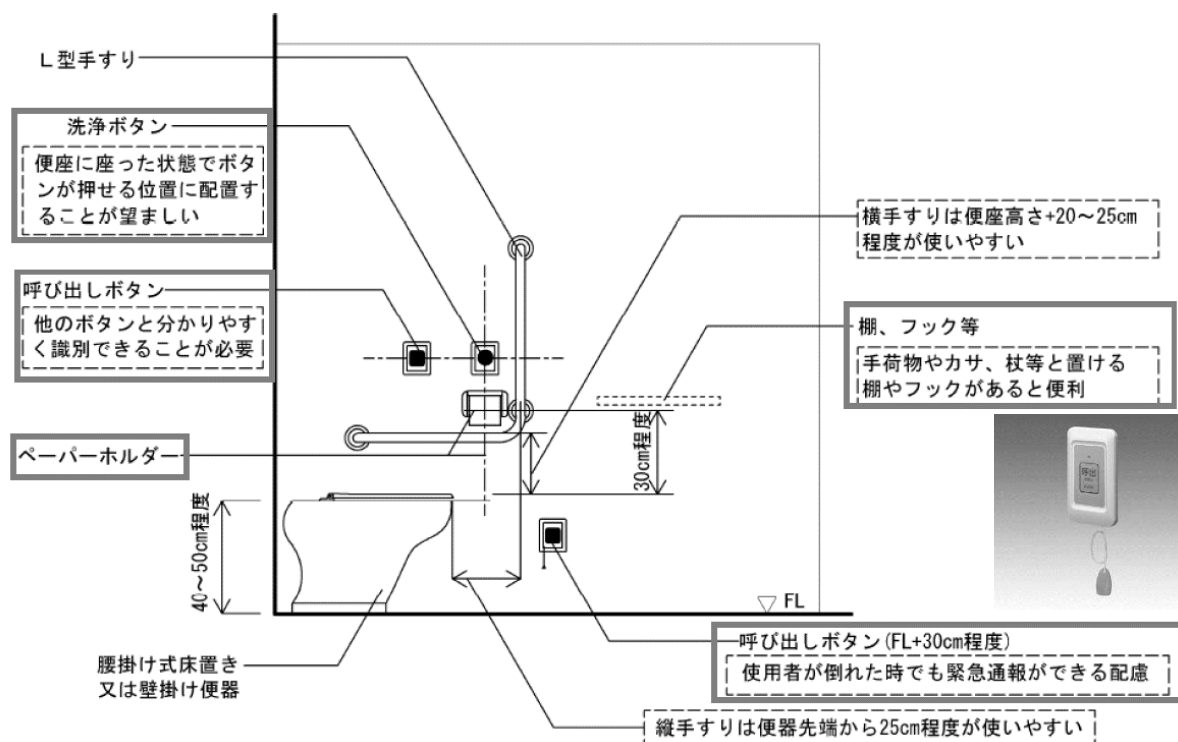 L型手すり
洗浄ボタン
便座に座った状態でボタ
ンが押せる位置に配置す
ることが望ましい
呼び出しボタン
他のボタンと分かりやす
く識別できることが必要
ペーパーホルダー
40～50cm程度
腰掛け式床置き
又は壁掛け便器
横手すりは便座高さ+20～25cm
程度が使いやすい
棚、フック等
手荷物やカサ、杖等と置ける
棚やフックがあると便利
30cm程度
呼出
FL
呼び出しボタン(FL+30cm程度)
使用者が倒れた時でも緊急通報ができる配慮
縦手すりは便器先端から25cm程度が使いやすい